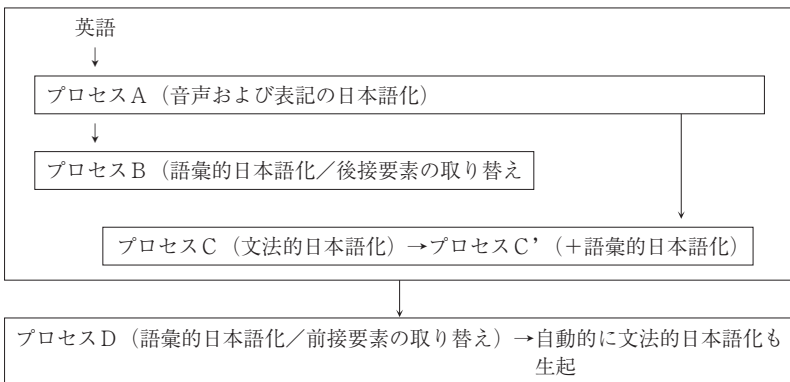 英語
プロセスA（音声および表記の日本語化）
プロセスB（語彙的日本語化／後接要素の取り替え
プロセスC（文法的日本語化）→プロセスC’（＋語彙的日本語化）
プロセスD（語彙的日本語化／前接要素の取り替え）→自動的に文法的日本語化も
生起